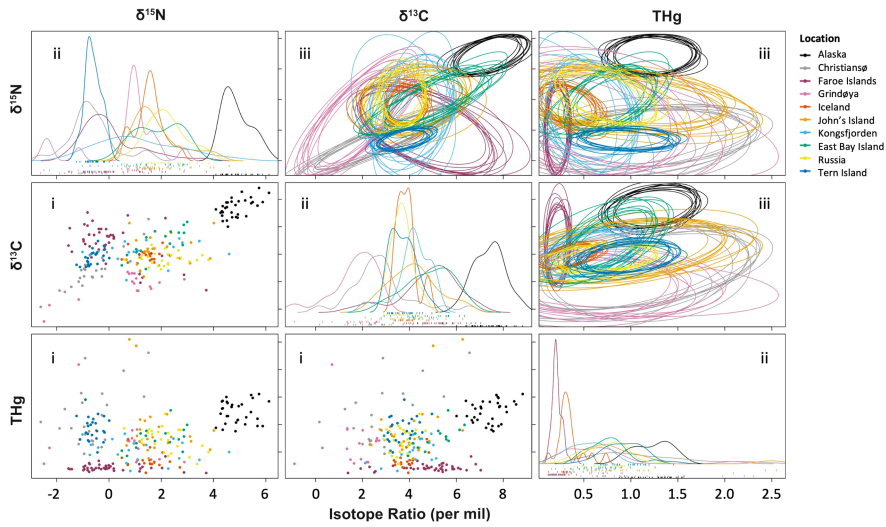 δ¹⁵N
δ¹³C
THg
δ¹⁵N
ii
iii
iii
Location
Alaska
Christiansø
Faroe Islands
Grindøya
Iceland
John's Island
Kongsfjorden
East Bay Island
Russia
Tern Island
δ¹³C
i
ii
iii
THg
i
i
ii
-2 0 2 4 6
0 2 4 6 8
0.5 1.0 1.5 2.0 2.5
Isotope Ratio (per mil)